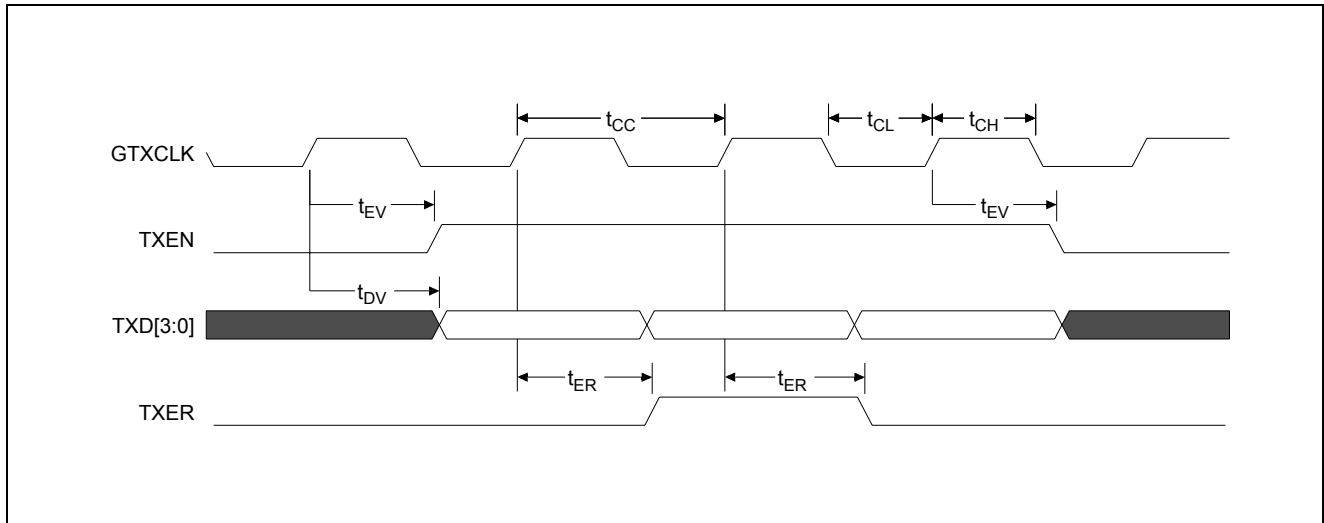 tCC
tCL
tCH
GTXCLK
tEV
tEV
TXEN
tDV
TXD[3:0]
tER
tER
TXER